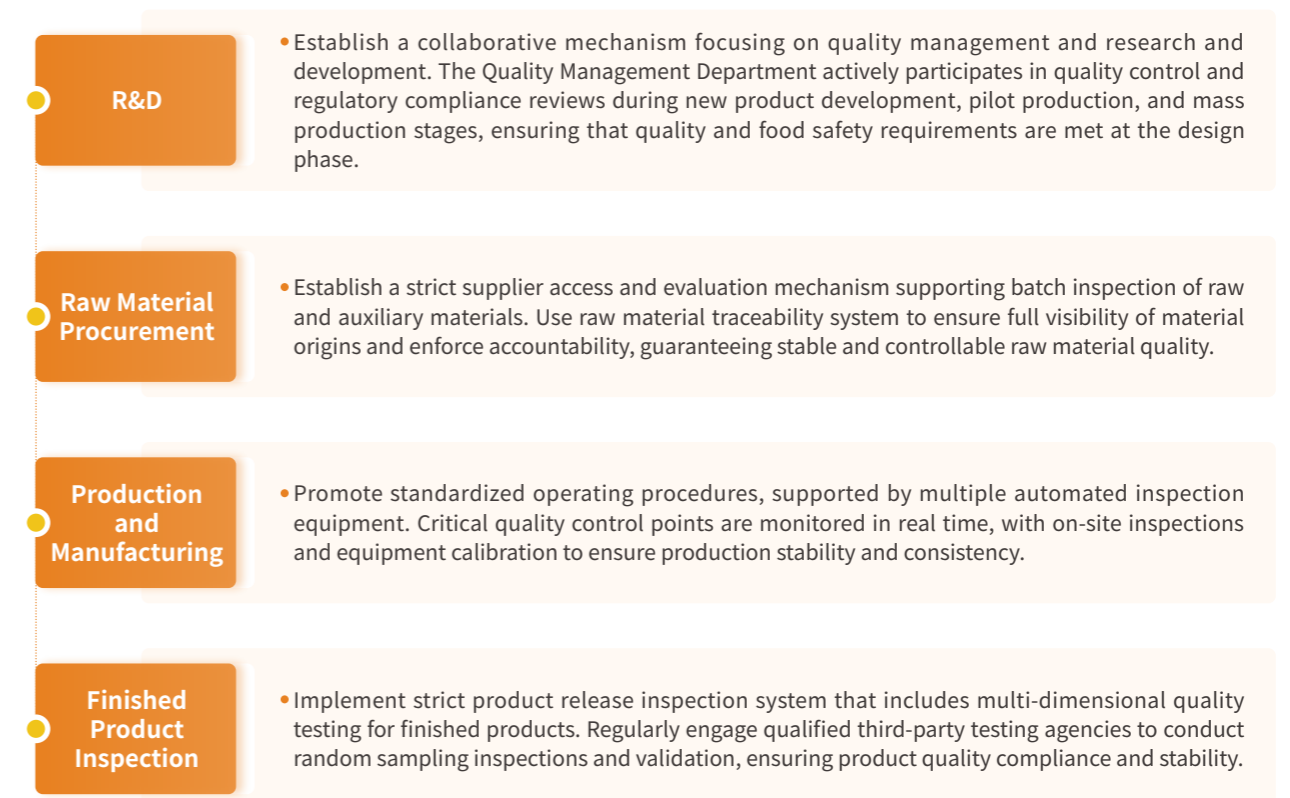 R&D
• Establish a collaborative mechanism focusing on quality management and research and
development. The Quality Management Department actively participates in quality control and
regulatory compliance reviews during new product development, pilot production, and mass
production stages, ensuring that quality and food safety requirements are met at the design
phase.
Raw Material
Procurement
• Establish a strict supplier access and evaluation mechanism supporting batch inspection of raw
and auxiliary materials. Use raw material traceability system to ensure full visibility of material
origins and enforce accountability, guaranteeing stable and controllable raw material quality.
Production
and
Manufacturing
• Promote standardized operating procedures, supported by multiple automated inspection
equipment. Critical quality control points are monitored in real time, with on-site inspections
and equipment calibration to ensure production stability and consistency.
Finished
Product
Inspection
• Implement strict product release inspection system that includes multi-dimensional quality
testing for finished products. Regularly engage qualified third-party testing agencies to conduct
random sampling inspections and validation, ensuring product quality compliance and stability.